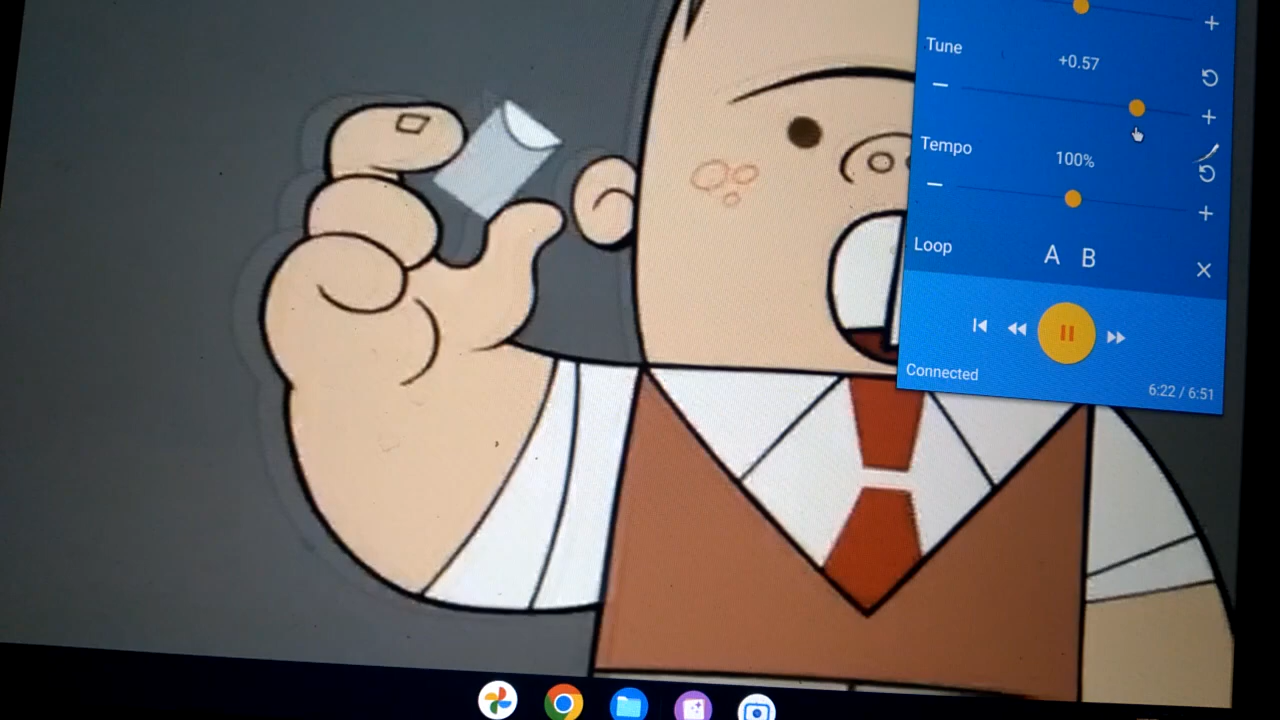 Tune
+0.57
Tempo
100%
Loop
A B
Connected
6:22 / 6:51